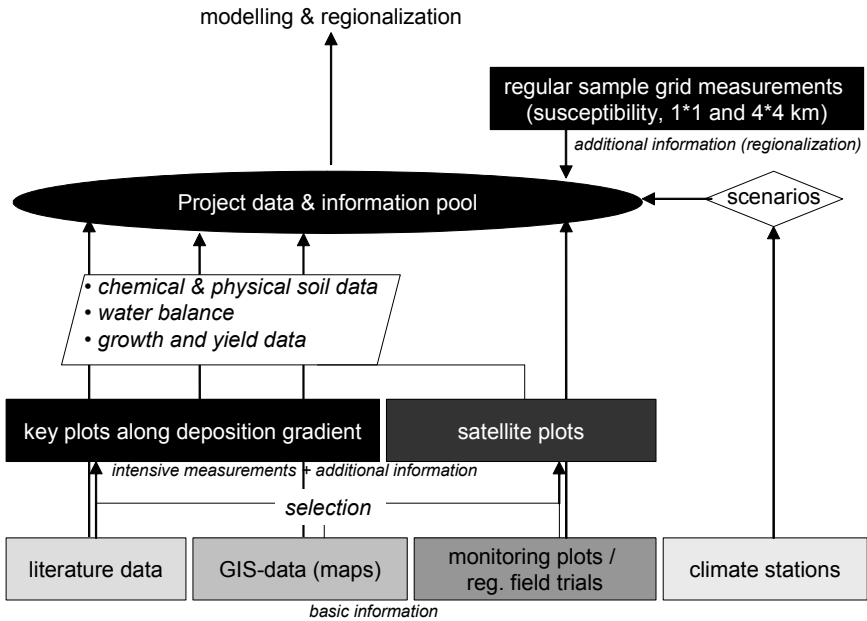 modelling & regionalization
regular sample grid measurements
(susceptibility, 1*1 and 4*4 km)
additional information (regionalization)
Project data & information pool
scenarios
• chemical & physical soil data
• water balance
• growth and yield data
key plots along deposition gradient
satellite plots
intensive measurements + additional information
selection
literature data
GIS-data (maps)
monitoring plots /
reg. field trials
climate stations
basic information